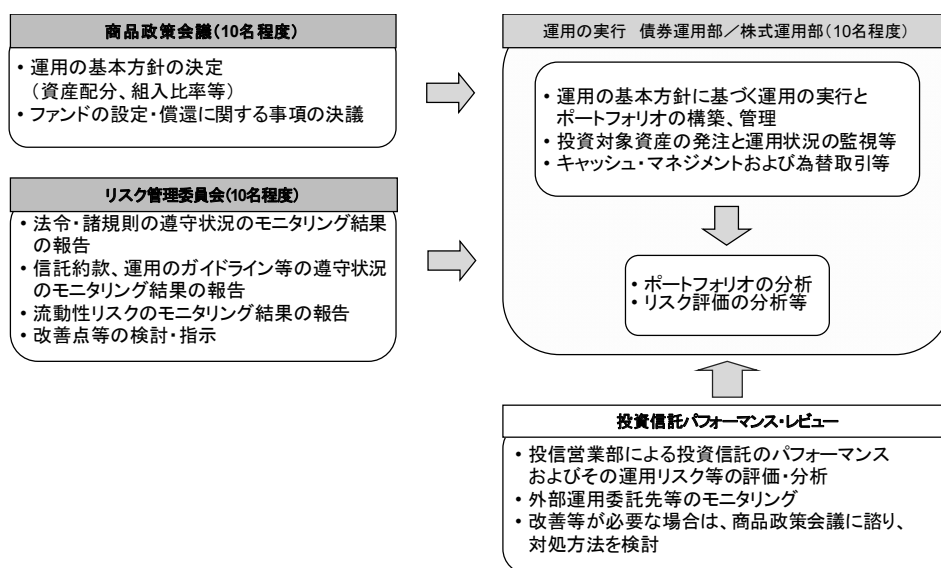 商品政策会議(10名程度)
・運用の基本方針の決定
(資産配分、組入比率等)
・ファンドの設定・償還に関する事項の決議
リスク管理委員会(10名程度)
・法令・諸規則の遵守状況のモニタリング結果
の報告
・信託約款、運用のガイドライン等の遵守状況
のモニタリング結果の報告
・流動性リスクのモニタリング結果の報告
・改善点等の検討・指示
運用の実行 債券運用部/株式運用部(10名程度)
・運用の基本方針に基づく運用の実行と
ポートフォリオの構築、管理
・投資対象資産の発注と運用状況の監視等
・キャッシュ・マネジメントおよび為替取引等
・ポートフォリオの分析
・リスク評価の分析等
投資信託パフォーマンス・レビュー
・投信営業部による投資信託のパフォーマンス
およびその運用リスク等の評価・分析
・外部運用委託先等のモニタリング
・改善等が必要な場合は、商品政策会議に諮り、
対処方法を検討